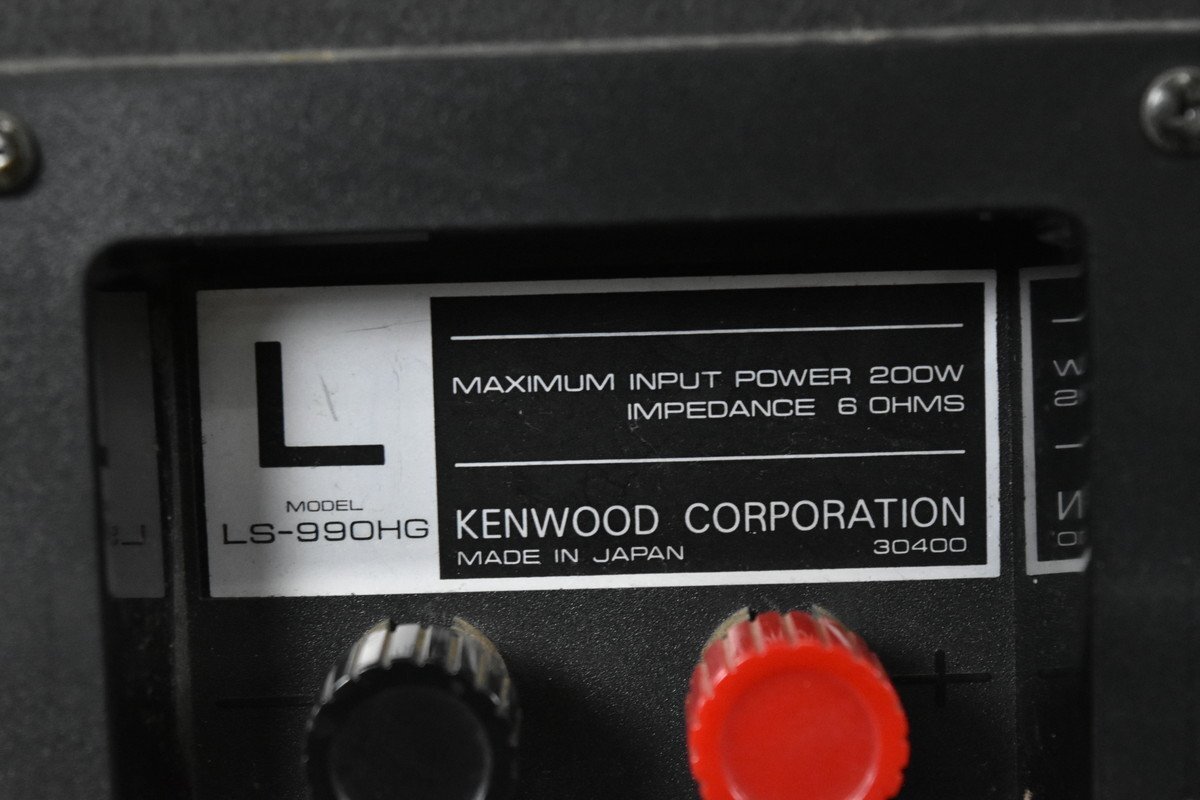 L
MODEL
LS-990HG
MAXIMUM INPUT POWER 200W
IMPEDANCE 6 OHMS
KENWOOD CORPORATION
MADE IN JAPAN 30400
- +